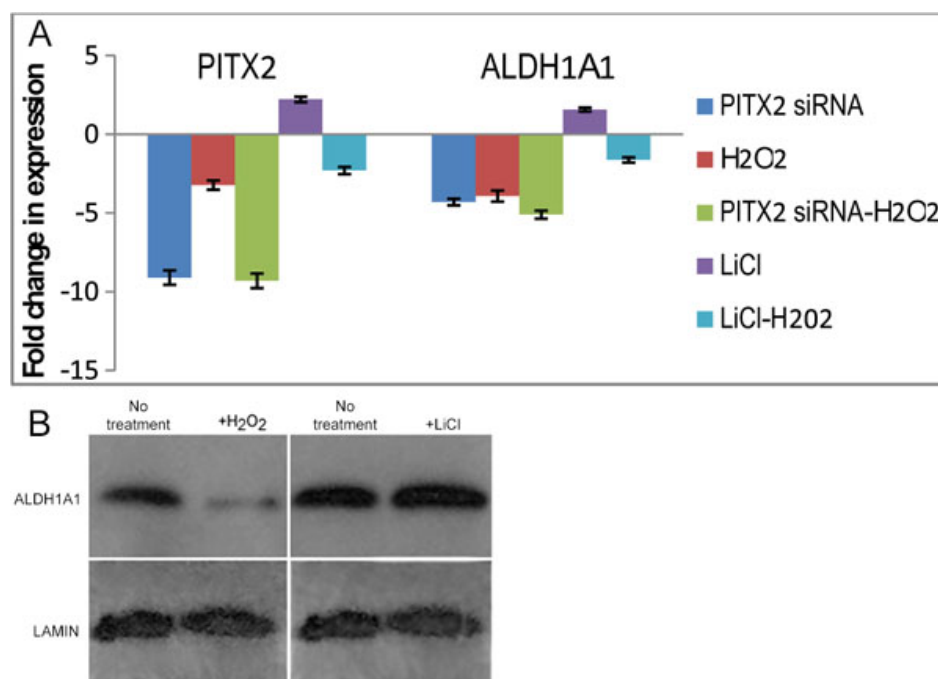 A
5
0
-5
-10
-15
Fold change in expression
PITX2
ALDH1A1
PITX2 siRNA
H2O2
PITX2 siRNA-H2O2
LiCl
LiCl-H202
B
No treatment
+H₂O₂
No treatment
+LiCl
ALDH1A1
LAMIN